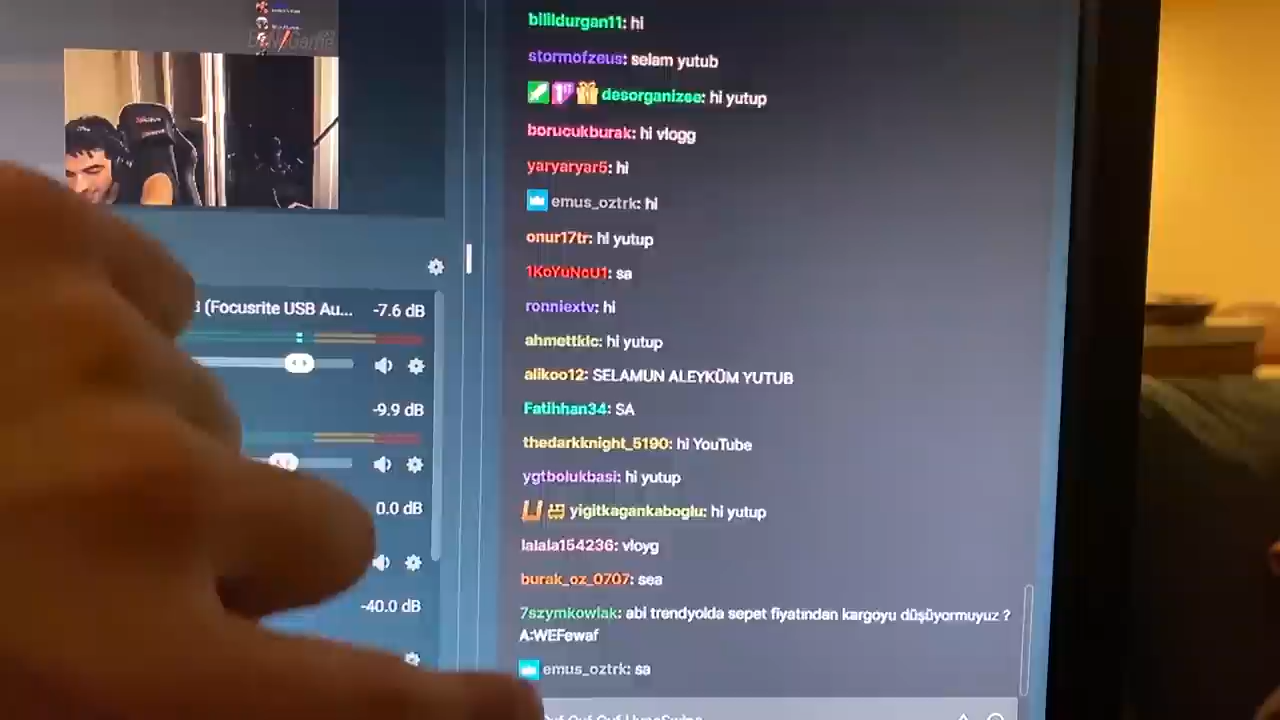 bilildurgan11: hi
stormofzeus: selam yutub
desorganizee: hi yutup
borucukburak: hi vlogg
yaryaryar5: hi
emus_oztrk: hi
onur17tr: hi yutup
1KoYuNcU1: sa
ronniextv: hi
ahmettklc: hi yutup
alikoo12: SELAMUN ALEYKÜM YUTUB
Fatihhan34: SA
thedarkknight_5190: hi YouTube
ygtbolukbasi: hi yutup
yigitkagankaboglu: hi yutup
lalala154236: vloyg
burak_oz_0707: sea
7szymkowiak: abi trendyolda sepet fiyatından kargoyu düşüyormuyuz ?
A:WEFewaf
emus_oztrk: sa
(Focusrite USB Au... -7.6 dB
-9.9 dB
0.0 dB
-40.0 dB